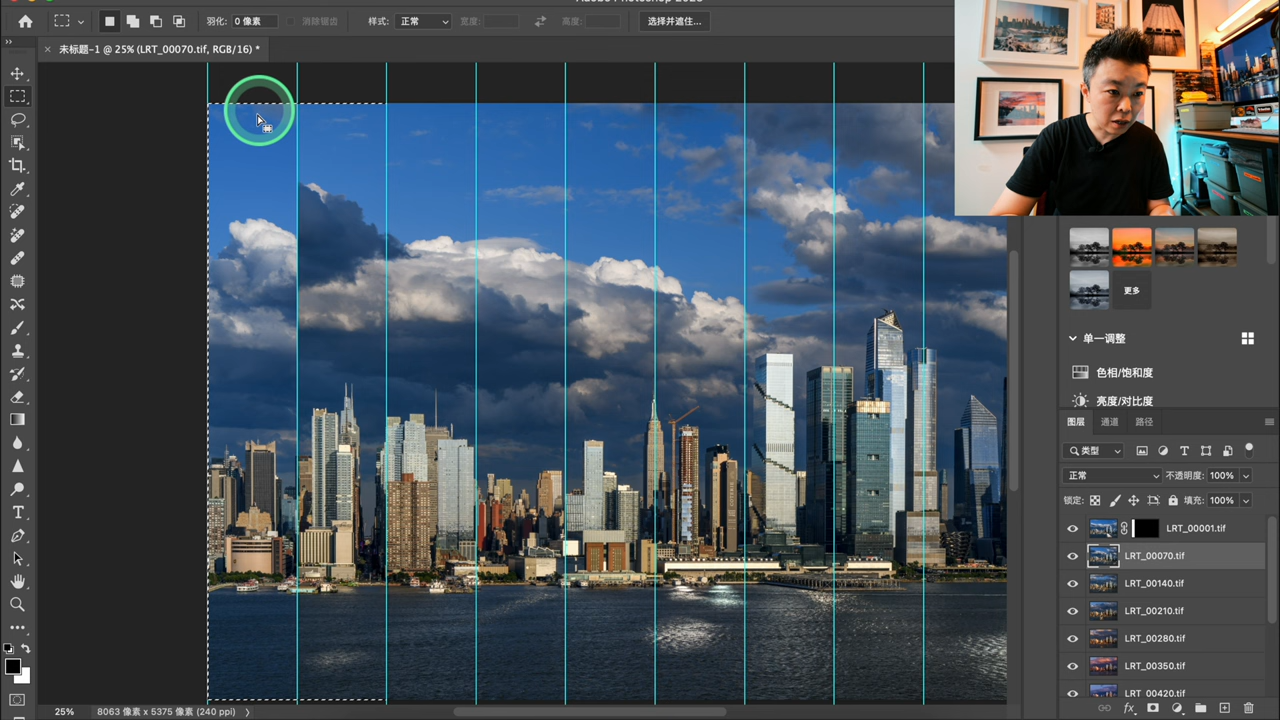 羽化: 0 像素
消除锯齿
样式: 正常
宽度:
高度:
选择并遮住...
未标题-1 @ 25% (LRT_00070.tif, RGB/16) *
更多
单一调整
色相/饱和度
亮度/对比度
图层 通道 路径
类型
正常
不透明度: 100%
锁定:
填充: 100%
LRT_00001.tif
LRT_00070.tif
LRT_00140.tif
LRT_00210.tif
LRT_00280.tif
LRT_00350.tif
LRT_00420.tif
25%
8063 像素 x 5375 像素 (240 ppi)